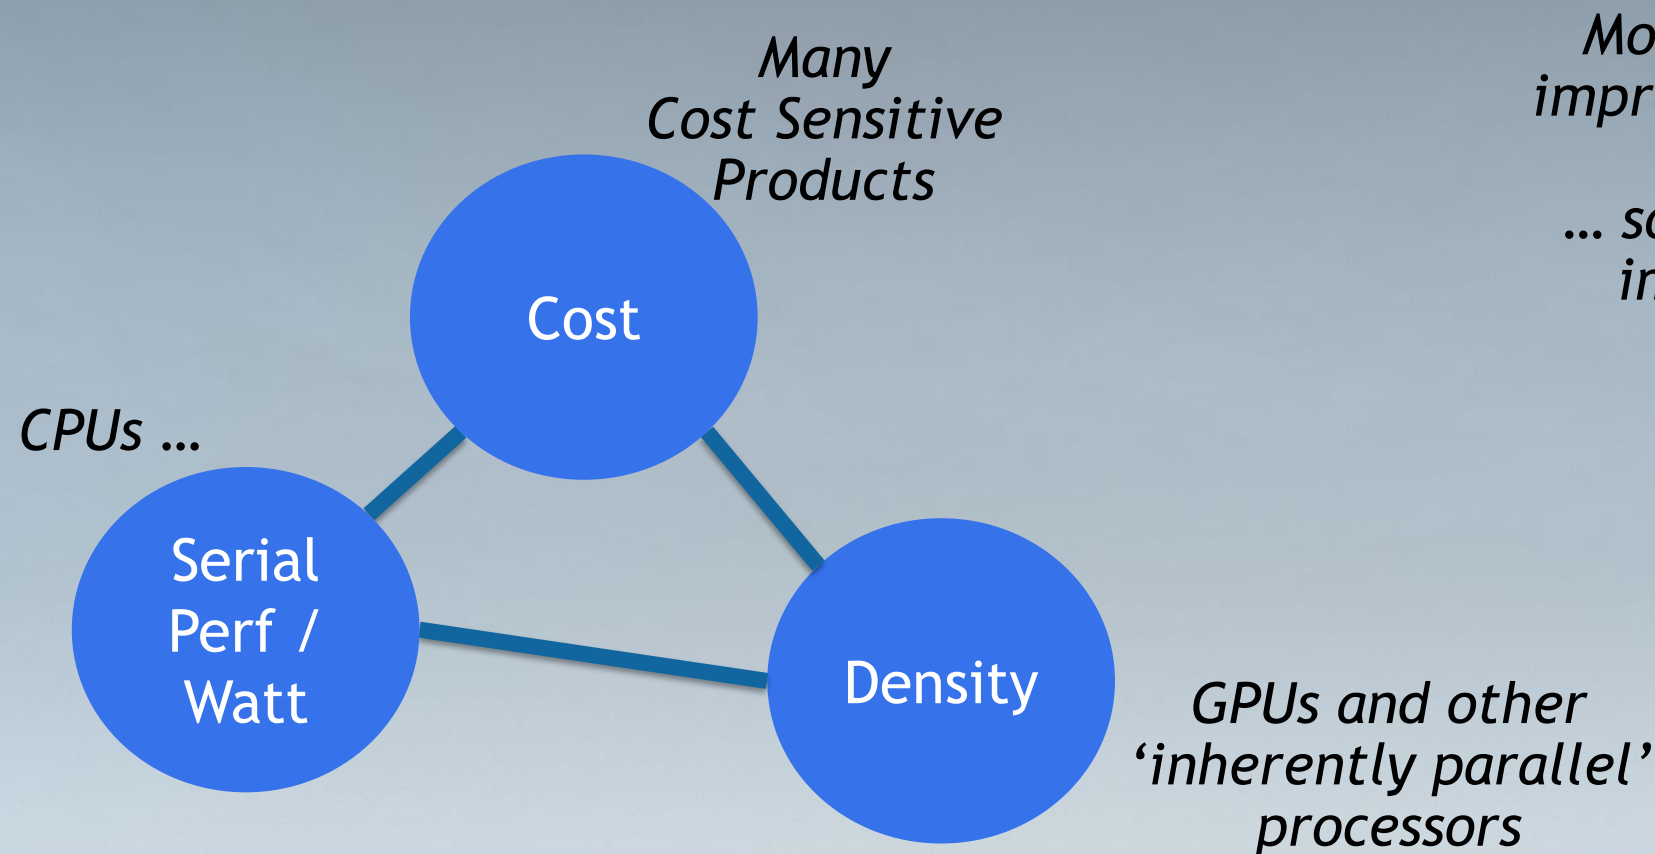 Many
Cost Sensitive
Products
Cost
CPUs …
Serial
Perf /
Watt
Density
GPUs and other
‘inherently parallel’
processors